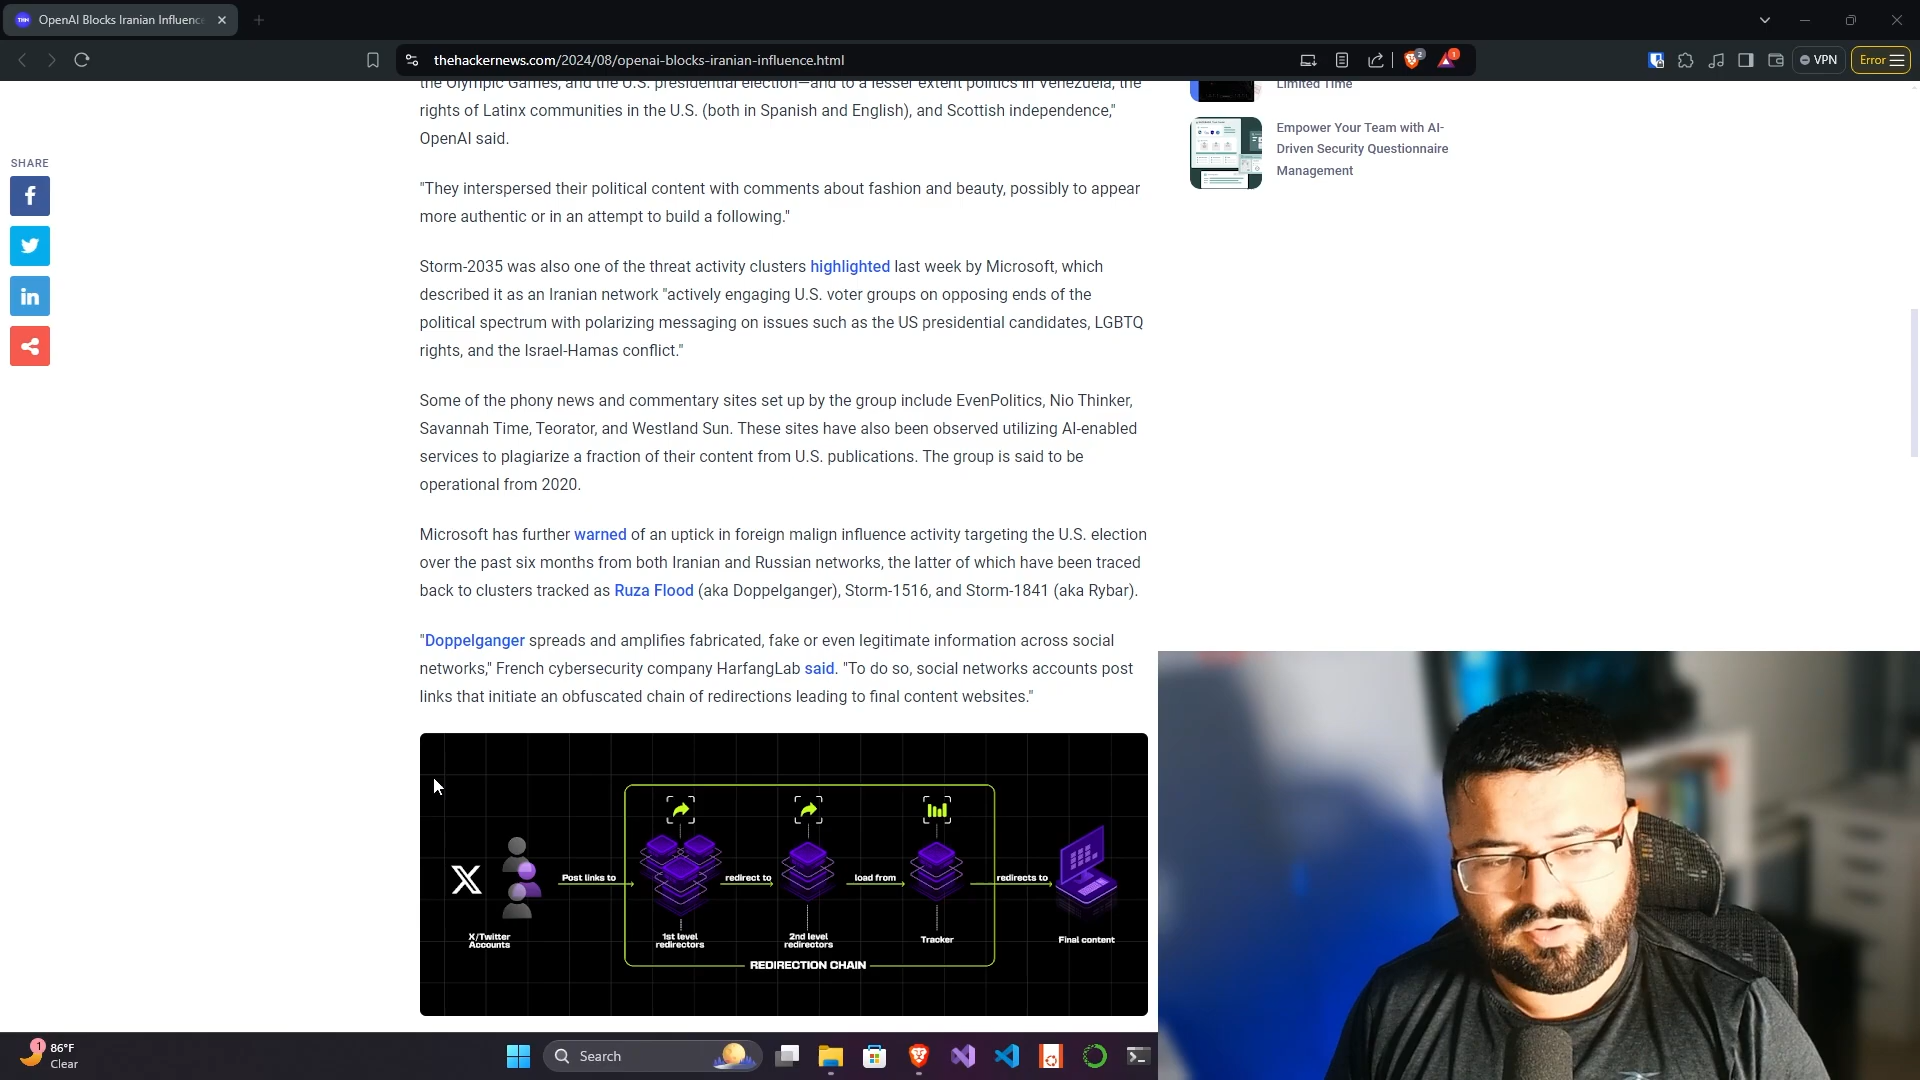 OpenAI Blocks Iranian Influence
thehackernews.com/2024/08/openai-blocks-iranian-influence.html
2
1
VPN
Error
the Olympic Games, and the U.S. presidential election—and to a lesser extent politics in Venezuela, the
rights of Latinx communities in the U.S. (both in Spanish and English), and Scottish independence,"
OpenAI said.
"They interspersed their political content with comments about fashion and beauty, possibly to appear
more authentic or in an attempt to build a following."
Storm-2035 was also one of the threat activity clusters highlighted last week by Microsoft, which
described it as an Iranian network "actively engaging U.S. voter groups on opposing ends of the
political spectrum with polarizing messaging on issues such as the US presidential candidates, LGBTQ
rights, and the Israel-Hamas conflict."
Some of the phony news and commentary sites set up by the group include EvenPolitics, Nio Thinker,
Savannah Time, Teorator, and Westland Sun. These sites have also been observed utilizing AI-enabled
services to plagiarize a fraction of their content from U.S. publications. The group is said to be
operational from 2020.
Microsoft has further warned of an uptick in foreign malign influence activity targeting the U.S. election
over the past six months from both Iranian and Russian networks, the latter of which have been traced
back to clusters tracked as Ruza Flood (aka Doppelganger), Storm-1516, and Storm-1841 (aka Rybar).
"Doppelganger spreads and amplifies fabricated, fake or even legitimate information across social
networks," French cybersecurity company HarfangLab said. "To do so, social networks accounts post
links that initiate an obfuscated chain of redirections leading to final content websites."
X/Twitter
Accounts
Post links to
1st level
redirectors
redirect to
2nd level
redirectors
load from
Tracker
redirects to
Final content
REDIRECTION CHAIN
SHARE
Limited Time
Empower Your Team with AI-
Driven Security Questionnaire
Management
1
86°F
Clear
Search